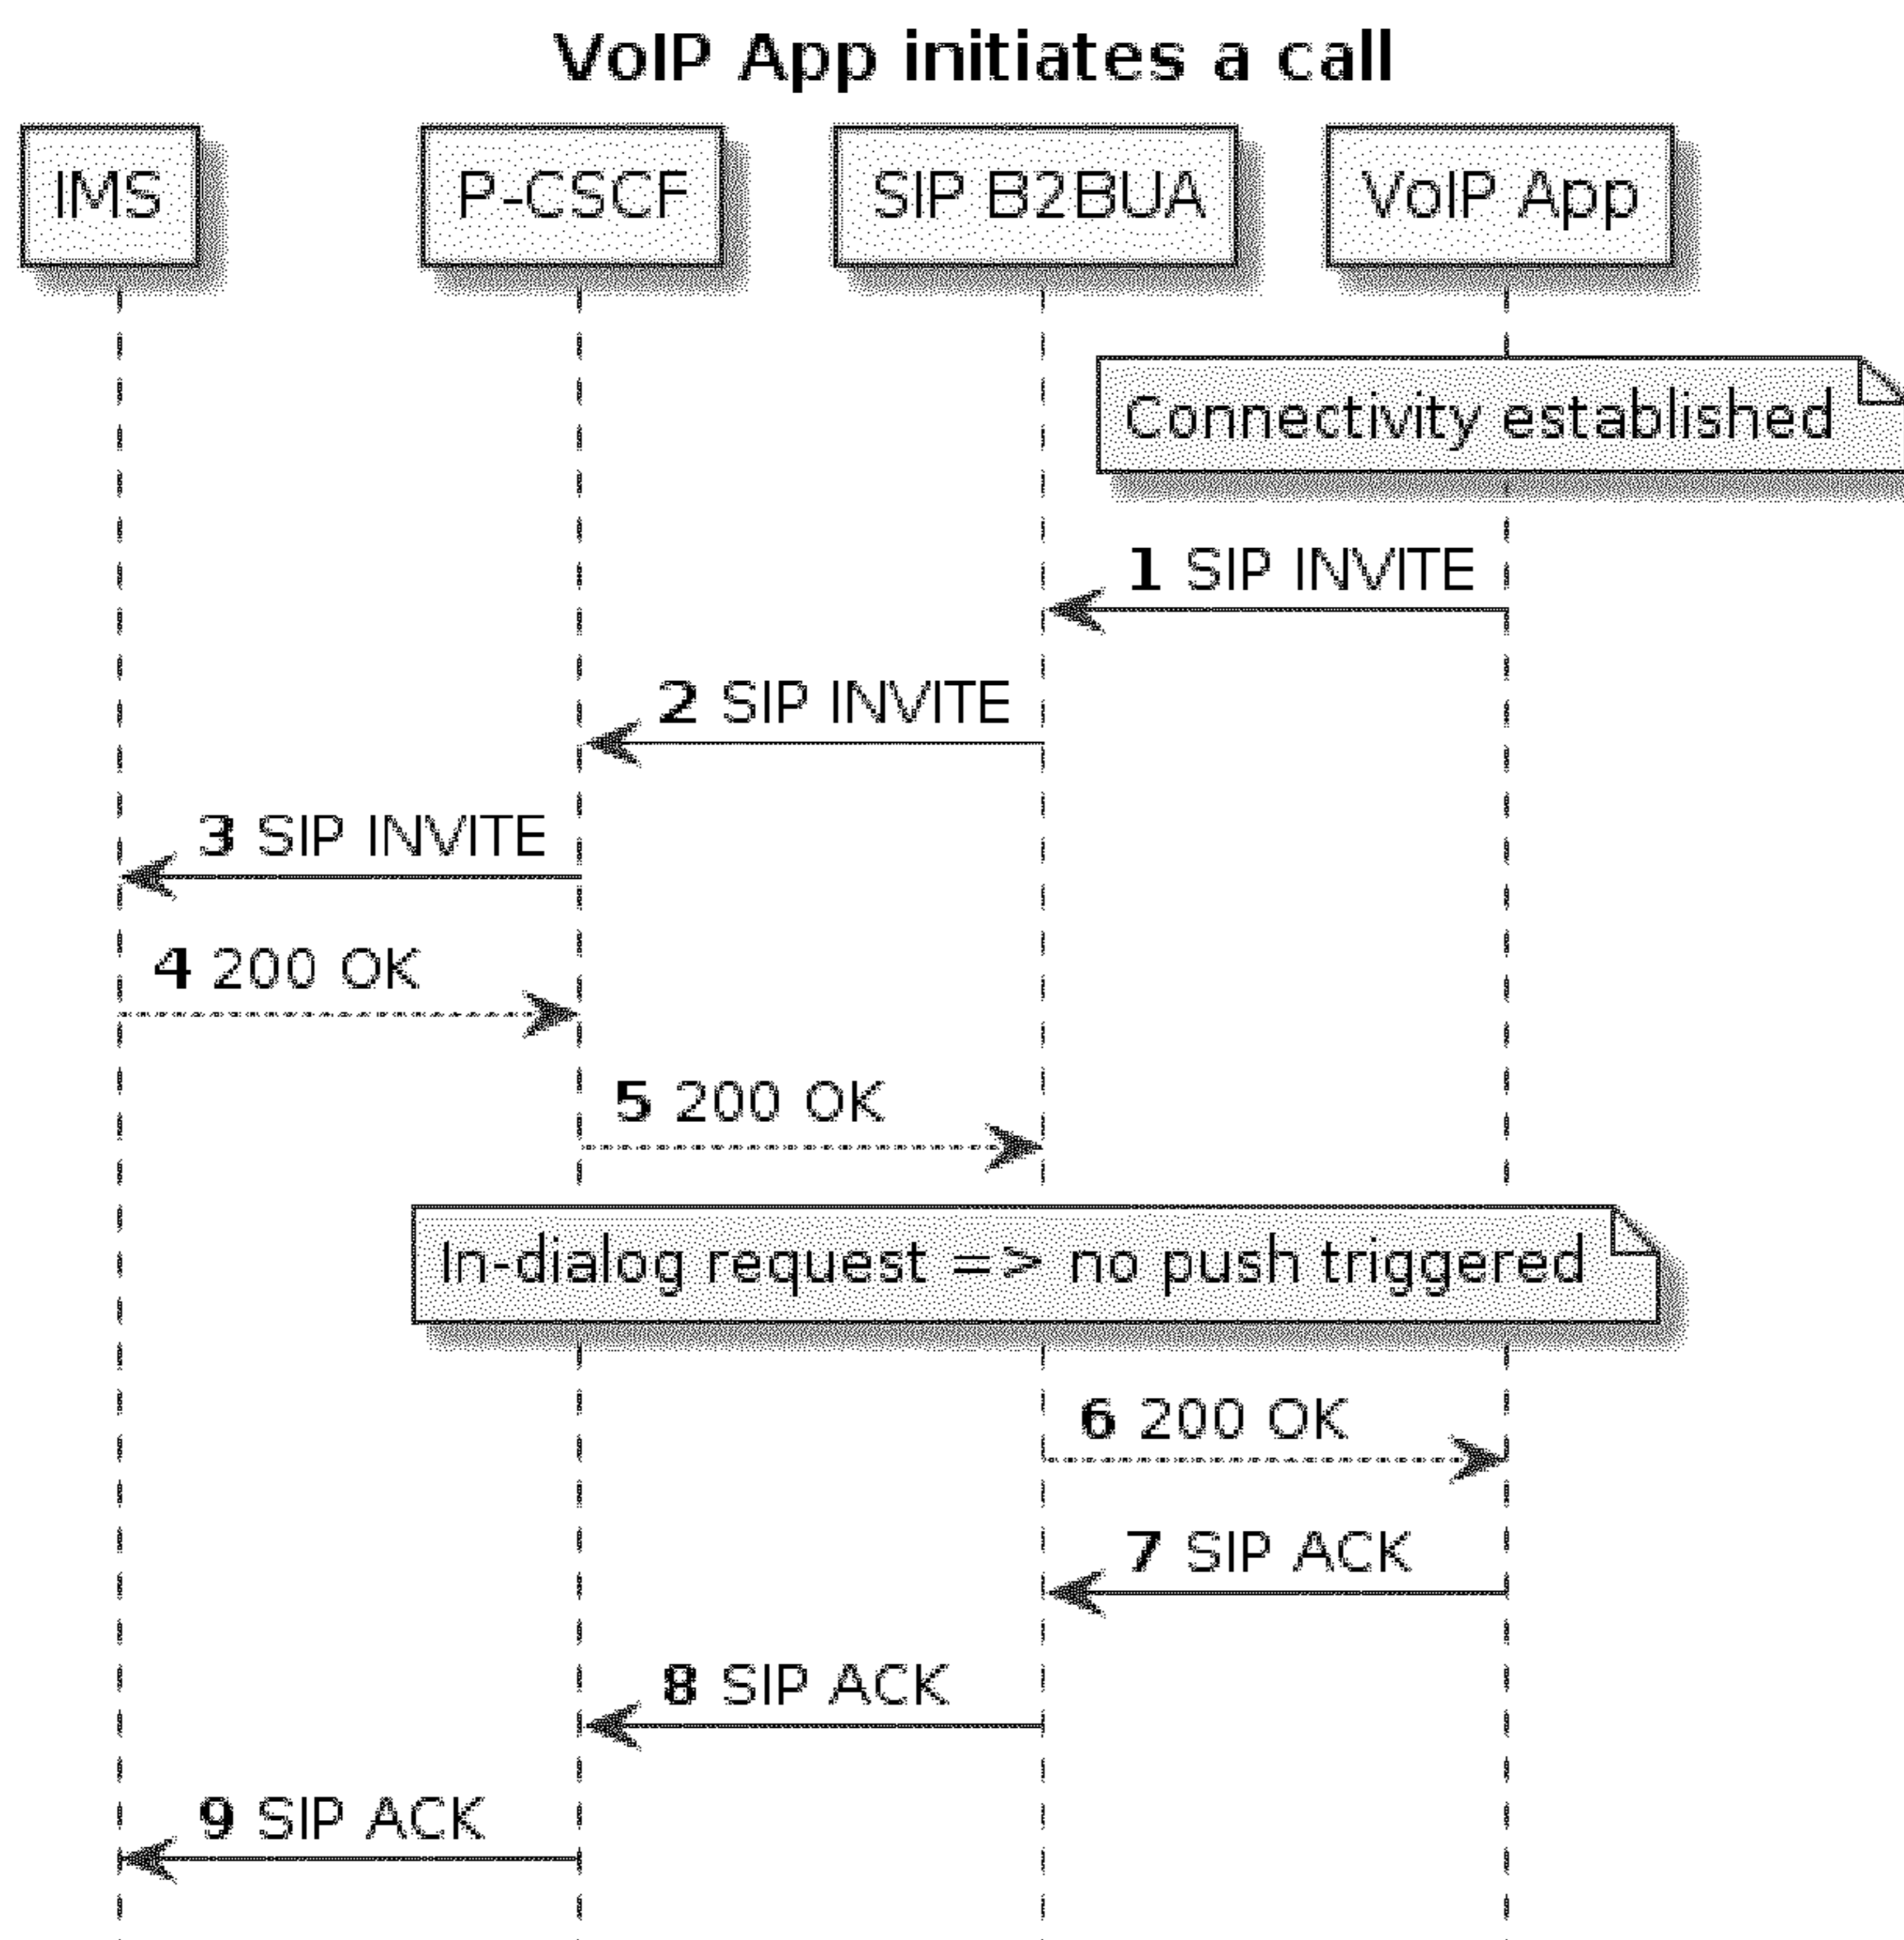 VoIP App initiates a call
IMS
P-CSCF
SIP B2BUA
VoIP App
Connectivity established
1 SIP INVITE
2 SIP INVITE
3 SIP INVITE
4 200 OK
5 200 OK
In-dialog request => no push triggered
6 200 OK
7 SIP ACK
8 SIP ACK
9 SIP ACK